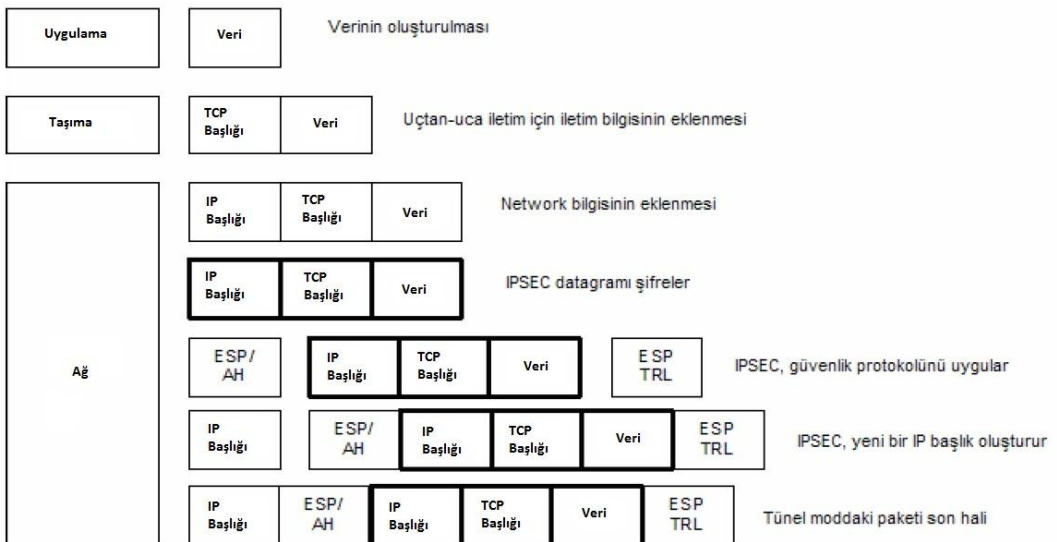 Uygulama
Veri
Verinin oluşturulması
Taşıma
TCP
Başlığı
Veri
Uçtan-uca iletim için iletim bilgisinin eklenmesi
IP
Başlığı
TCP
Başlığı
Veri
Network bilgisinin eklenmesi
IP
Başlığı
TCP
Başlığı
Veri
IPSEC datagramı şifreler
Ağ
ESP/
AH
IP
Başlığı
TCP
Başlığı
Veri
ESP
TRL
IPSEC, güvenlik protokolünü uygular
IP
Başlığı
ESP/
AH
IP
Başlığı
TCP
Başlığı
Veri
ESP
TRL
IPSEC, yeni bir IP başlık oluşturur
IP
Başlığı
ESP/
AH
IP
Başlığı
TCP
Başlığı
Veri
ESP
TRL
Tünel moddaki paketi son hali